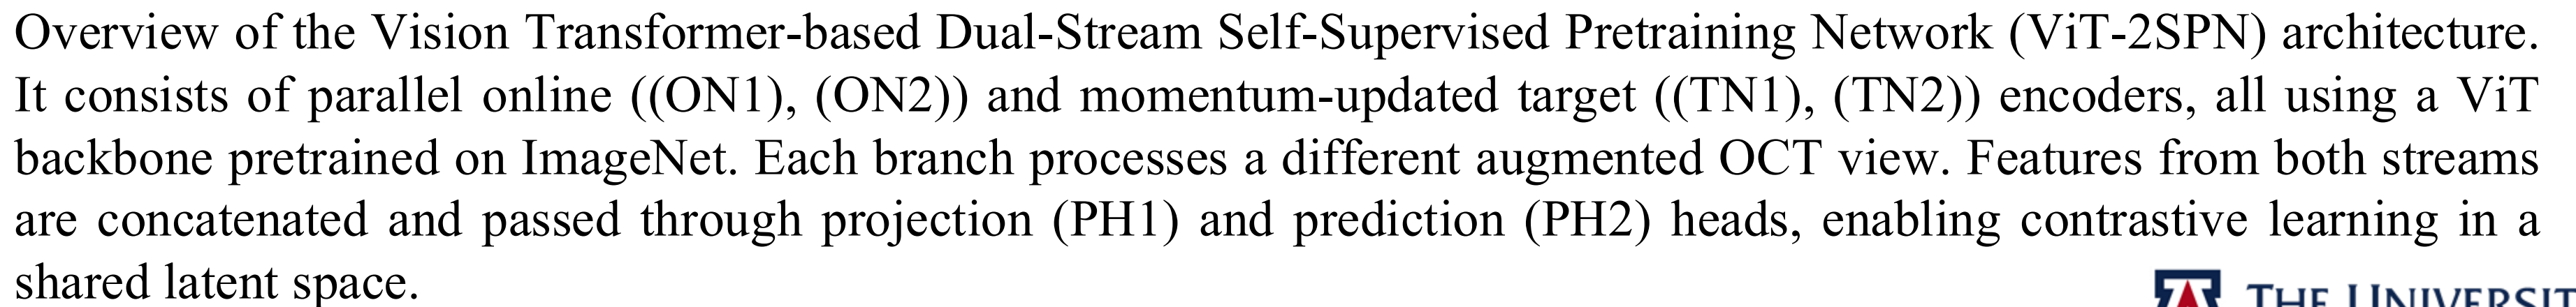 Overview of the Vision Transformer-based Dual-Stream Self-Supervised Pretraining Network (ViT-2SPN) architecture.
It consists of parallel online ((ON1), (ON2)) and momentum-updated target ((TN1), (TN2)) encoders, all using a ViT
backbone pretrained on ImageNet. Each branch processes a different augmented OCT view. Features from both streams
are concatenated and passed through projection (PH1) and prediction (PH2) heads, enabling contrastive learning in a
shared latent space.
THE